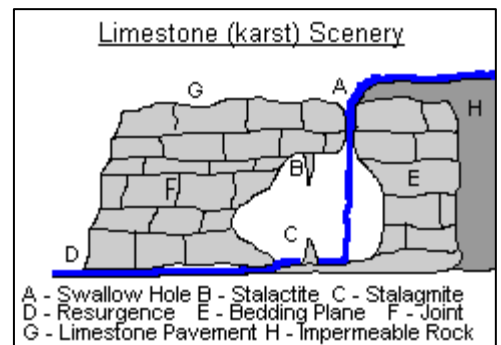 Limestone (karst) Scenery
A
G
H
B
E
F
C
D
A - Swallow Hole B - Stalactite C - Stalagmite
D - Resurgence E - Bedding Plane F - Joint
G - Limestone Pavement H - Impermeable Rock